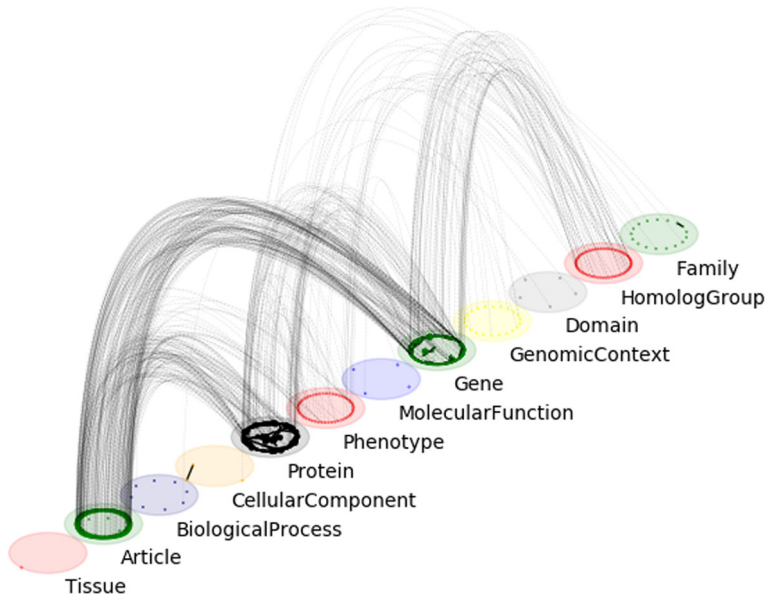 Family
HomologGroup
Domain
GenomicContext
Gene
MolecularFunction
Phenotype
Protein
CellularComponent
BiologicalProcess
Article
Tissue